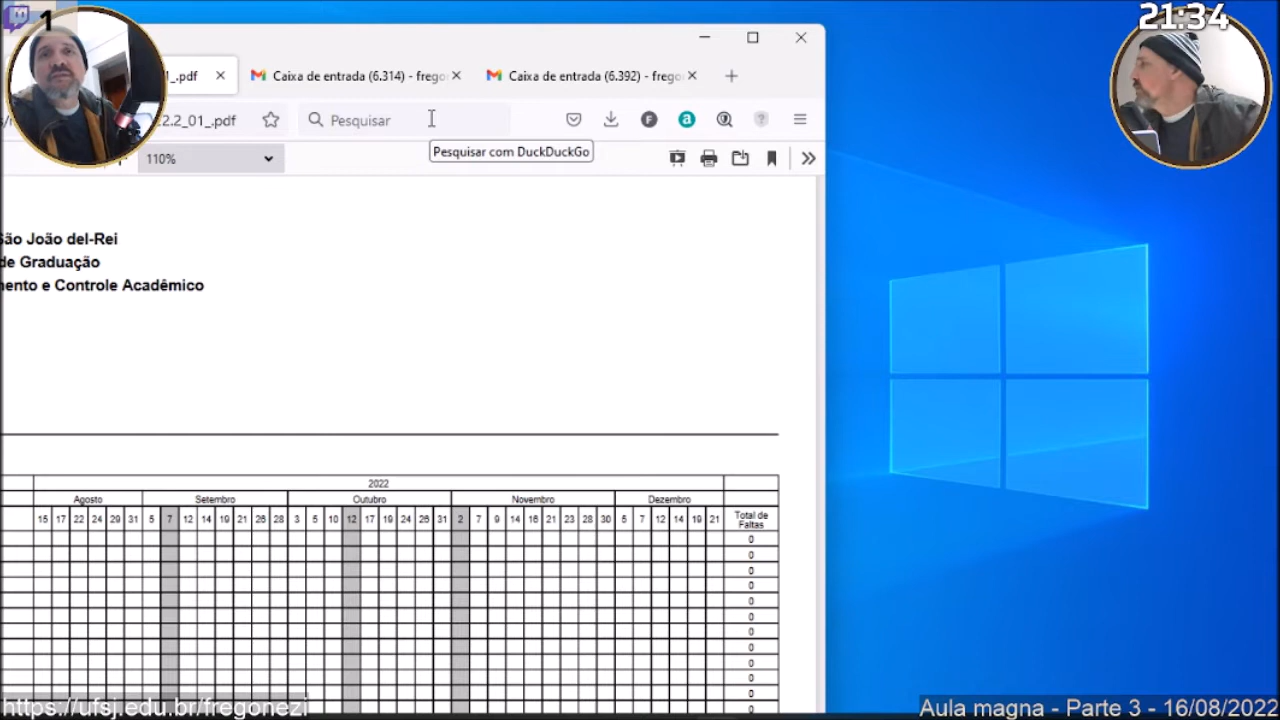 1
21:34
1_.pdf
Caixa de entrada (6.314) - frego
Caixa de entrada (6.392) - frego
22.2_01_.pdf
Pesquisar
F
a
Pesquisar com DuckDuckGo
110%
São João del-Rei
de Graduação
mento e Controle Acadêmico
2022
Agosto Setembro Outubro Novembro Dezembro
15 17 22 24 29 31 5 7 12 14 19 21 26 28 3 5 10 12 17 19 24 26 31 2 7 9 14 16 21 23 28 30 5 7 12 14 19 21 Total de
Faltas
0
0
0
0
0
0
0
0
0
0
0
0
https://ufsj.edu.br/fregonezi
Aula magna - Parte 3 - 16/08/2022